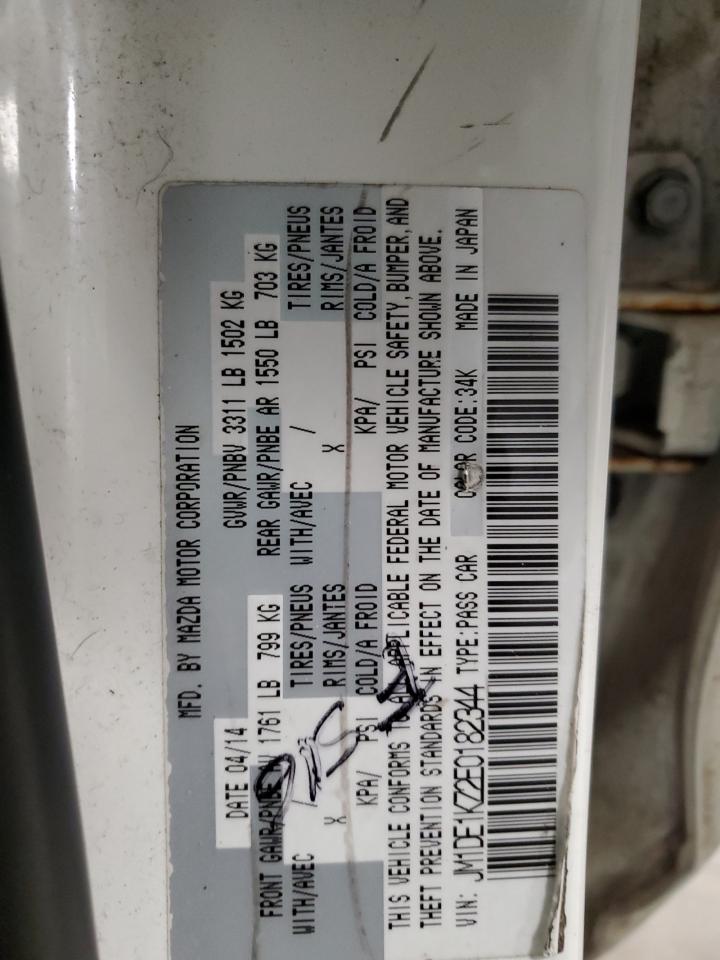 MFD. BY MAZDA MOTOR CORPORATION
DATE 04/14 GVWR/PNBV 3311 LB 1502 KG
FRONT GAWR/PNBE 1761 LB 799 KG REAR GAWR/PNBE AR 1550 LB 703 KG
WITH/AVEC TIRES/PNEUS WITH/AVEC TIRES/PNEUS
/ RIMS/JANTES / RIMS/JANTES
X X
KPA/ PSI COLD/A FROID KPA/ PSI COLD/A FROID
THIS VEHICLE CONFORMS TO ALL APPLICABLE FEDERAL MOTOR VEHICLE SAFETY, BUMPER, AND
THEFT PREVENTION STANDARDS IN EFFECT ON THE DATE OF MANUFACTURE SHOWN ABOVE.
VIN: JM1DE1KZ2E0182344 TYPE:PASS CAR COLOR CODE:34K MADE IN JAPAN